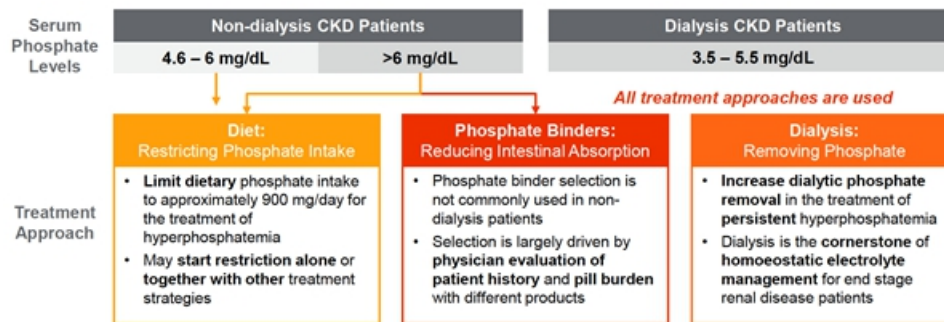 Serum
Phosphate
Levels
Non-dialysis CKD Patients
4.6 – 6 mg/dL
>6 mg/dL
Dialysis CKD Patients
3.5 – 5.5 mg/dL
All treatment approaches are used
Treatment
Approach
Diet:
Restricting Phosphate Intake
• Limit dietary phosphate intake
to approximately 900 mg/day for
the treatment of
hyperphosphatemia
• May start restriction alone or
together with other treatment
strategies
Phosphate Binders:
Reducing Intestinal Absorption
• Phosphate binder selection is
not commonly used in non-
dialysis patients
• Selection is largely driven by
physician evaluation of
patient history and pill burden
with different products
Dialysis:
Removing Phosphate
• Increase dialytic phosphate
removal in the treatment of
persistent hyperphosphatemia
• Dialysis is the cornerstone of
homoeostatic electrolyte
management for end stage
renal disease patients